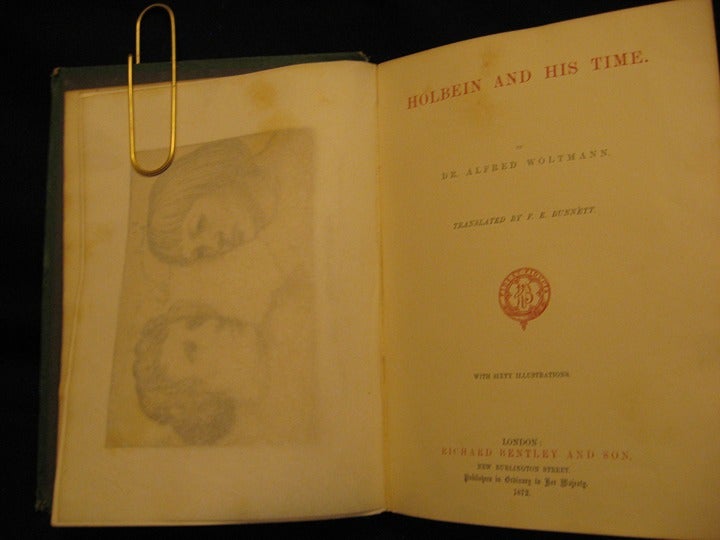 HOLBEIN AND HIS TIME.
BY
DR. ALFRED WOLTMANN.
TRANSLATED BY F. E. BUNNETT.
WITH SIXTY ILLUSTRATIONS.
LONDON:
RICHARD BENTLEY AND SON,
NEW BURLINGTON STREET.
Publishers in Ordinary to Her Majesty.
1872.